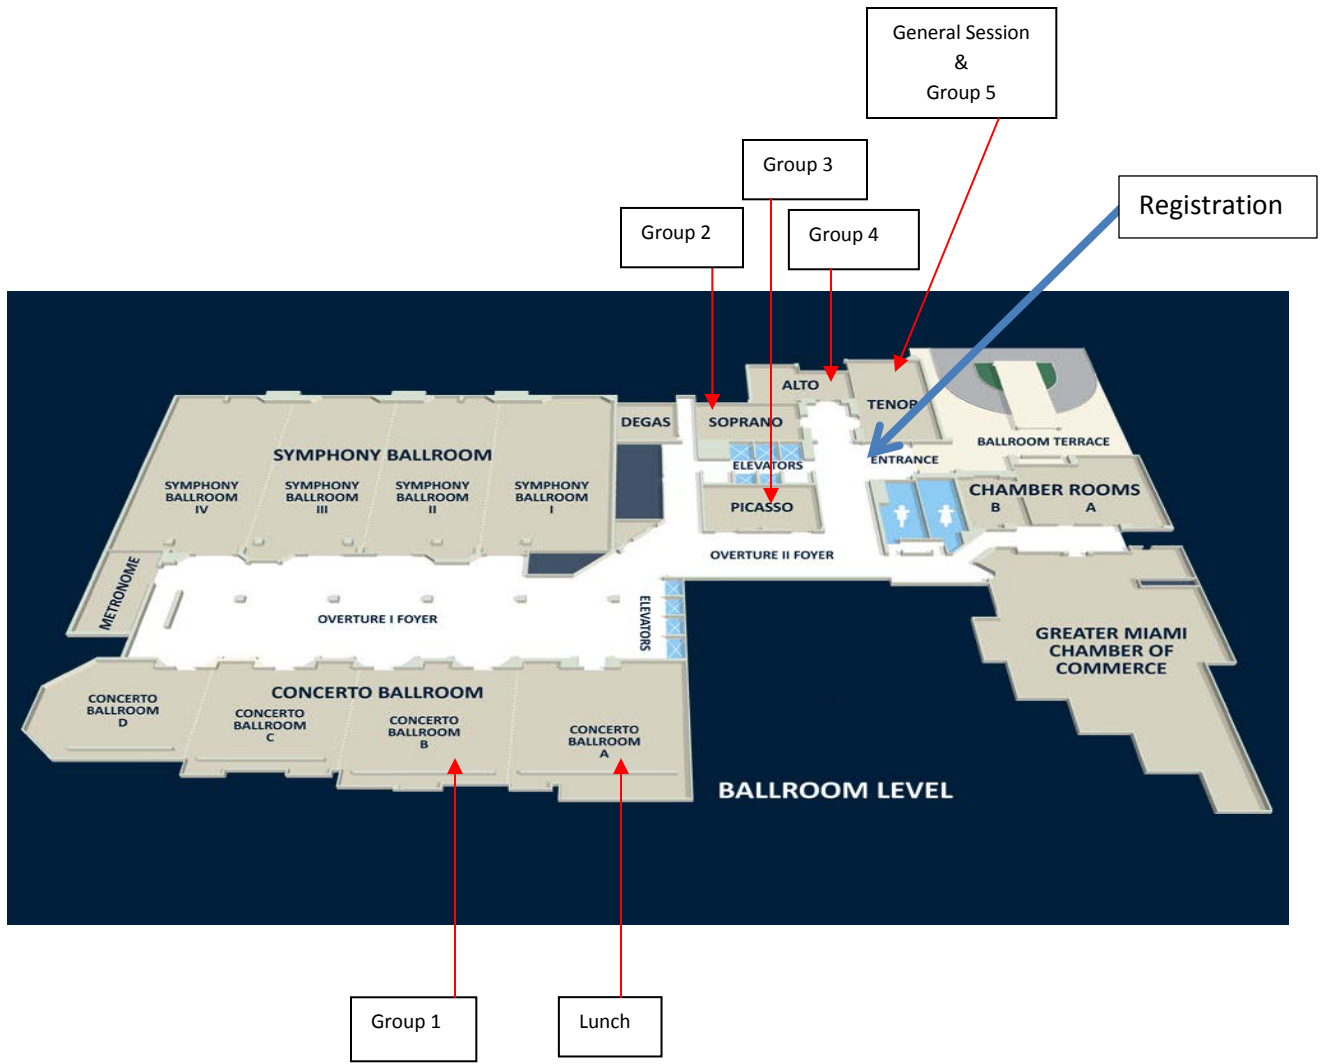 General Session
&
Group 5
Group 3
Registration
Group 2
Group 4
ALTO
TENOR
DEGAS
SOPRANO
BALLROOM TERRACE
SYMPHONY BALLROOM
ELEVATORS
ENTRANCE
SYMPHONY
BALLROOM
IV
SYMPHONY
BALLROOM
III
SYMPHONY
BALLROOM
II
SYMPHONY
BALLROOM
I
CHAMBER ROOMS
B
A
PICASSO
OVERTURE II FOYER
METRONOME
OVERTURE I FOYER
ELEVATORS
GREATER MIAMI
CHAMBER OF
COMMERCE
CONCERTO BALLROOM
CONCERTO
BALLROOM
D
CONCERTO
BALLROOM
C
CONCERTO
BALLROOM
B
CONCERTO
BALLROOM
A
BALLROOM LEVEL
Group 1
Lunch